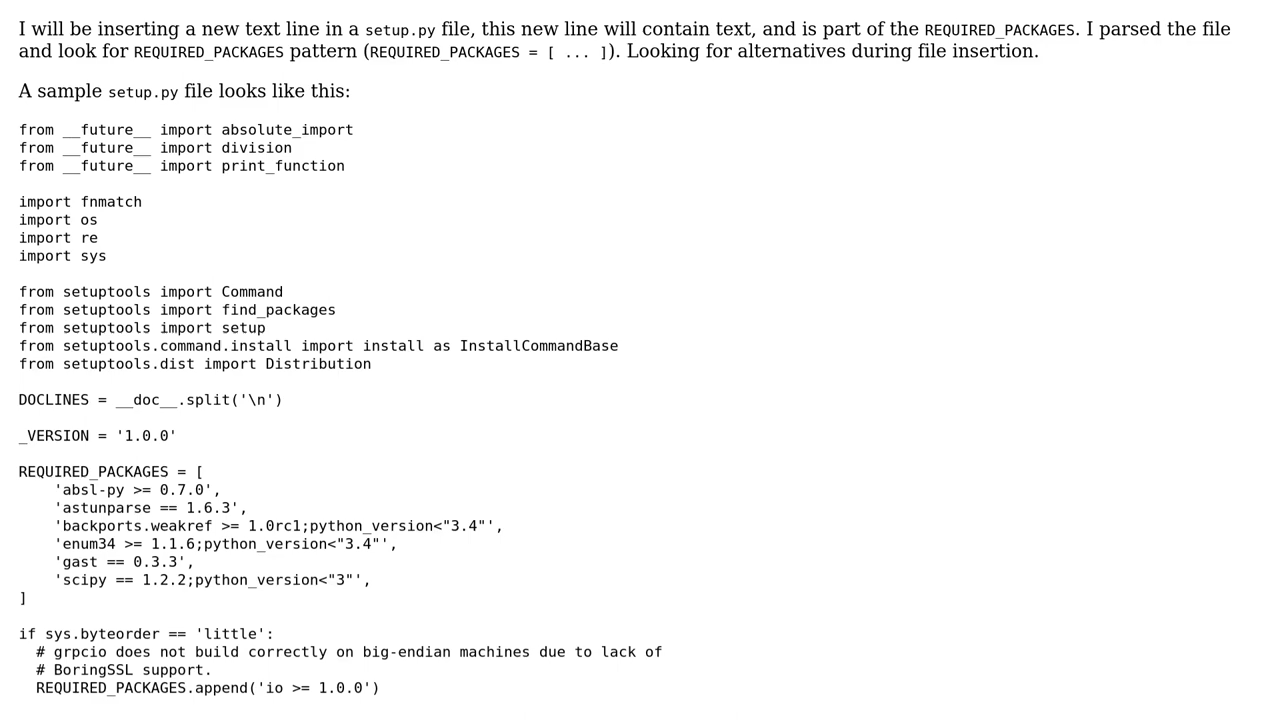 I will be inserting a new text line in a setup.py file, this new line will contain text, and is part of the REQUIRED_PACKAGES. I parsed the file
and look for REQUIRED_PACKAGES pattern (REQUIRED_PACKAGES = [ ... ]). Looking for alternatives during file insertion.
A sample setup.py file looks like this:
from __future__ import absolute_import
from __future__ import division
from __future__ import print_function
import fnmatch
import os
import re
import sys
from setuptools import Command
from setuptools import find_packages
from setuptools import setup
from setuptools.command.install import install as InstallCommandBase
from setuptools.dist import Distribution
DOCLINES = __doc__.split('\n')
_VERSION = '1.0.0'
REQUIRED_PACKAGES = [
    'absl-py >= 0.7.0',
    'astunparse == 1.6.3',
    'backports.weakref >= 1.0rc1;python_version<"3.4"',
    'enum34 >= 1.1.6;python_version<"3.4"',
    'gast == 0.3.3',
    'scipy == 1.2.2;python_version<"3"',
]
if sys.byteorder == 'little':
  # grpcio does not build correctly on big-endian machines due to lack of
  # BoringSSL support.
  REQUIRED_PACKAGES.append('io >= 1.0.0')